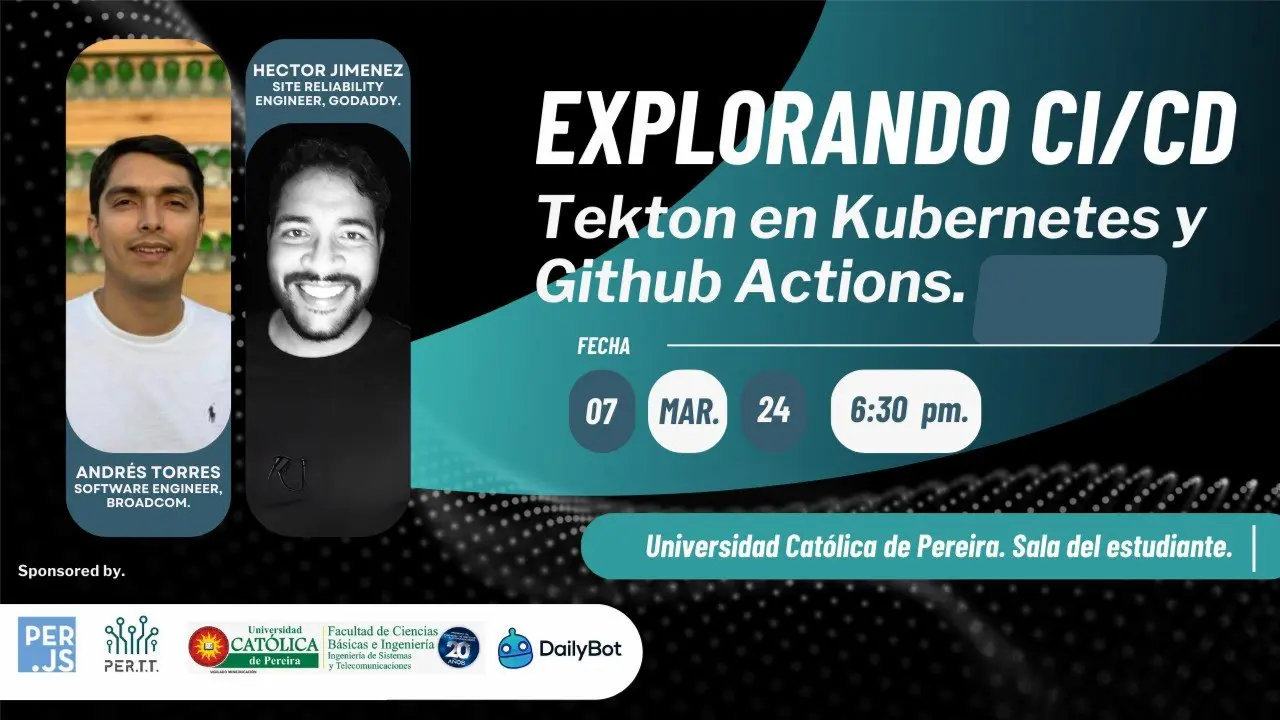 HECTOR JIMENEZ
SITE RELIABILITY
ENGINEER, GODADDY.
ANDRÉS TORRES
SOFTWARE ENGINEER,
BROADCOM.
EXPLORANDO CI/CD
Tekton en Kubernetes y
Github Actions.
FECHA
07 MAR. 24 6:30 pm.
Universidad Católica de Pereira. Sala del estudiante.
Sponsored by.
PER
.JS
PER.T.T.
Universidad
CATÓLICA
de Pereira
VIGILADO MINEDUCACIÓN
Facultad de Ciencias
Básicas e Ingeniería
Ingeniería de Sistemas
y Telecomunicaciones
20
AÑOS
DailyBot